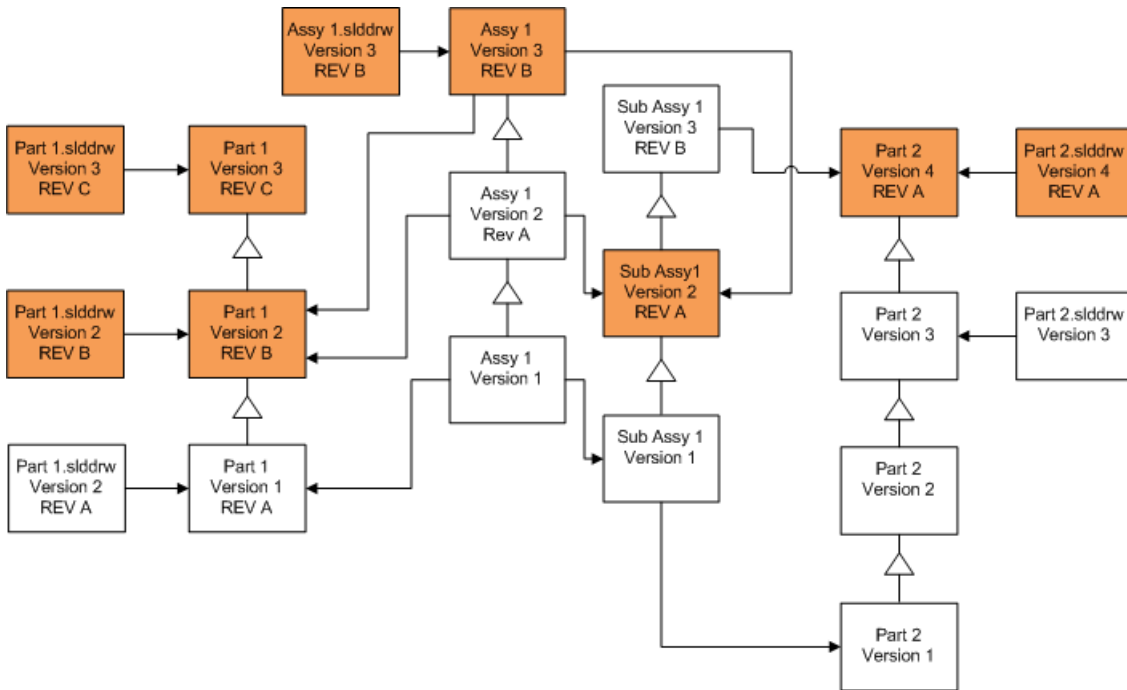 Assy 1.slddrw
Version 3
REV B
Assy 1
Version 3
REV B
Sub Assy 1
Version 3
REV B
Part 1.slddrw
Version 3
REV C
Part 1
Version 3
REV C
Part 2
Version 4
REV A
Part 2.slddrw
Version 4
REV A
Assy 1
Version 2
Rev A
Sub Assy1
Version 2
REV A
Part 1.slddrw
Version 2
REV B
Part 1
Version 2
REV B
Part 2
Version 3
Part 2.slddrw
Version 3
Assy 1
Version 1
Sub Assy 1
Version 1
Part 1.slddrw
Version 2
REV A
Part 1
Version 1
REV A
Part 2
Version 2
Part 2
Version 1